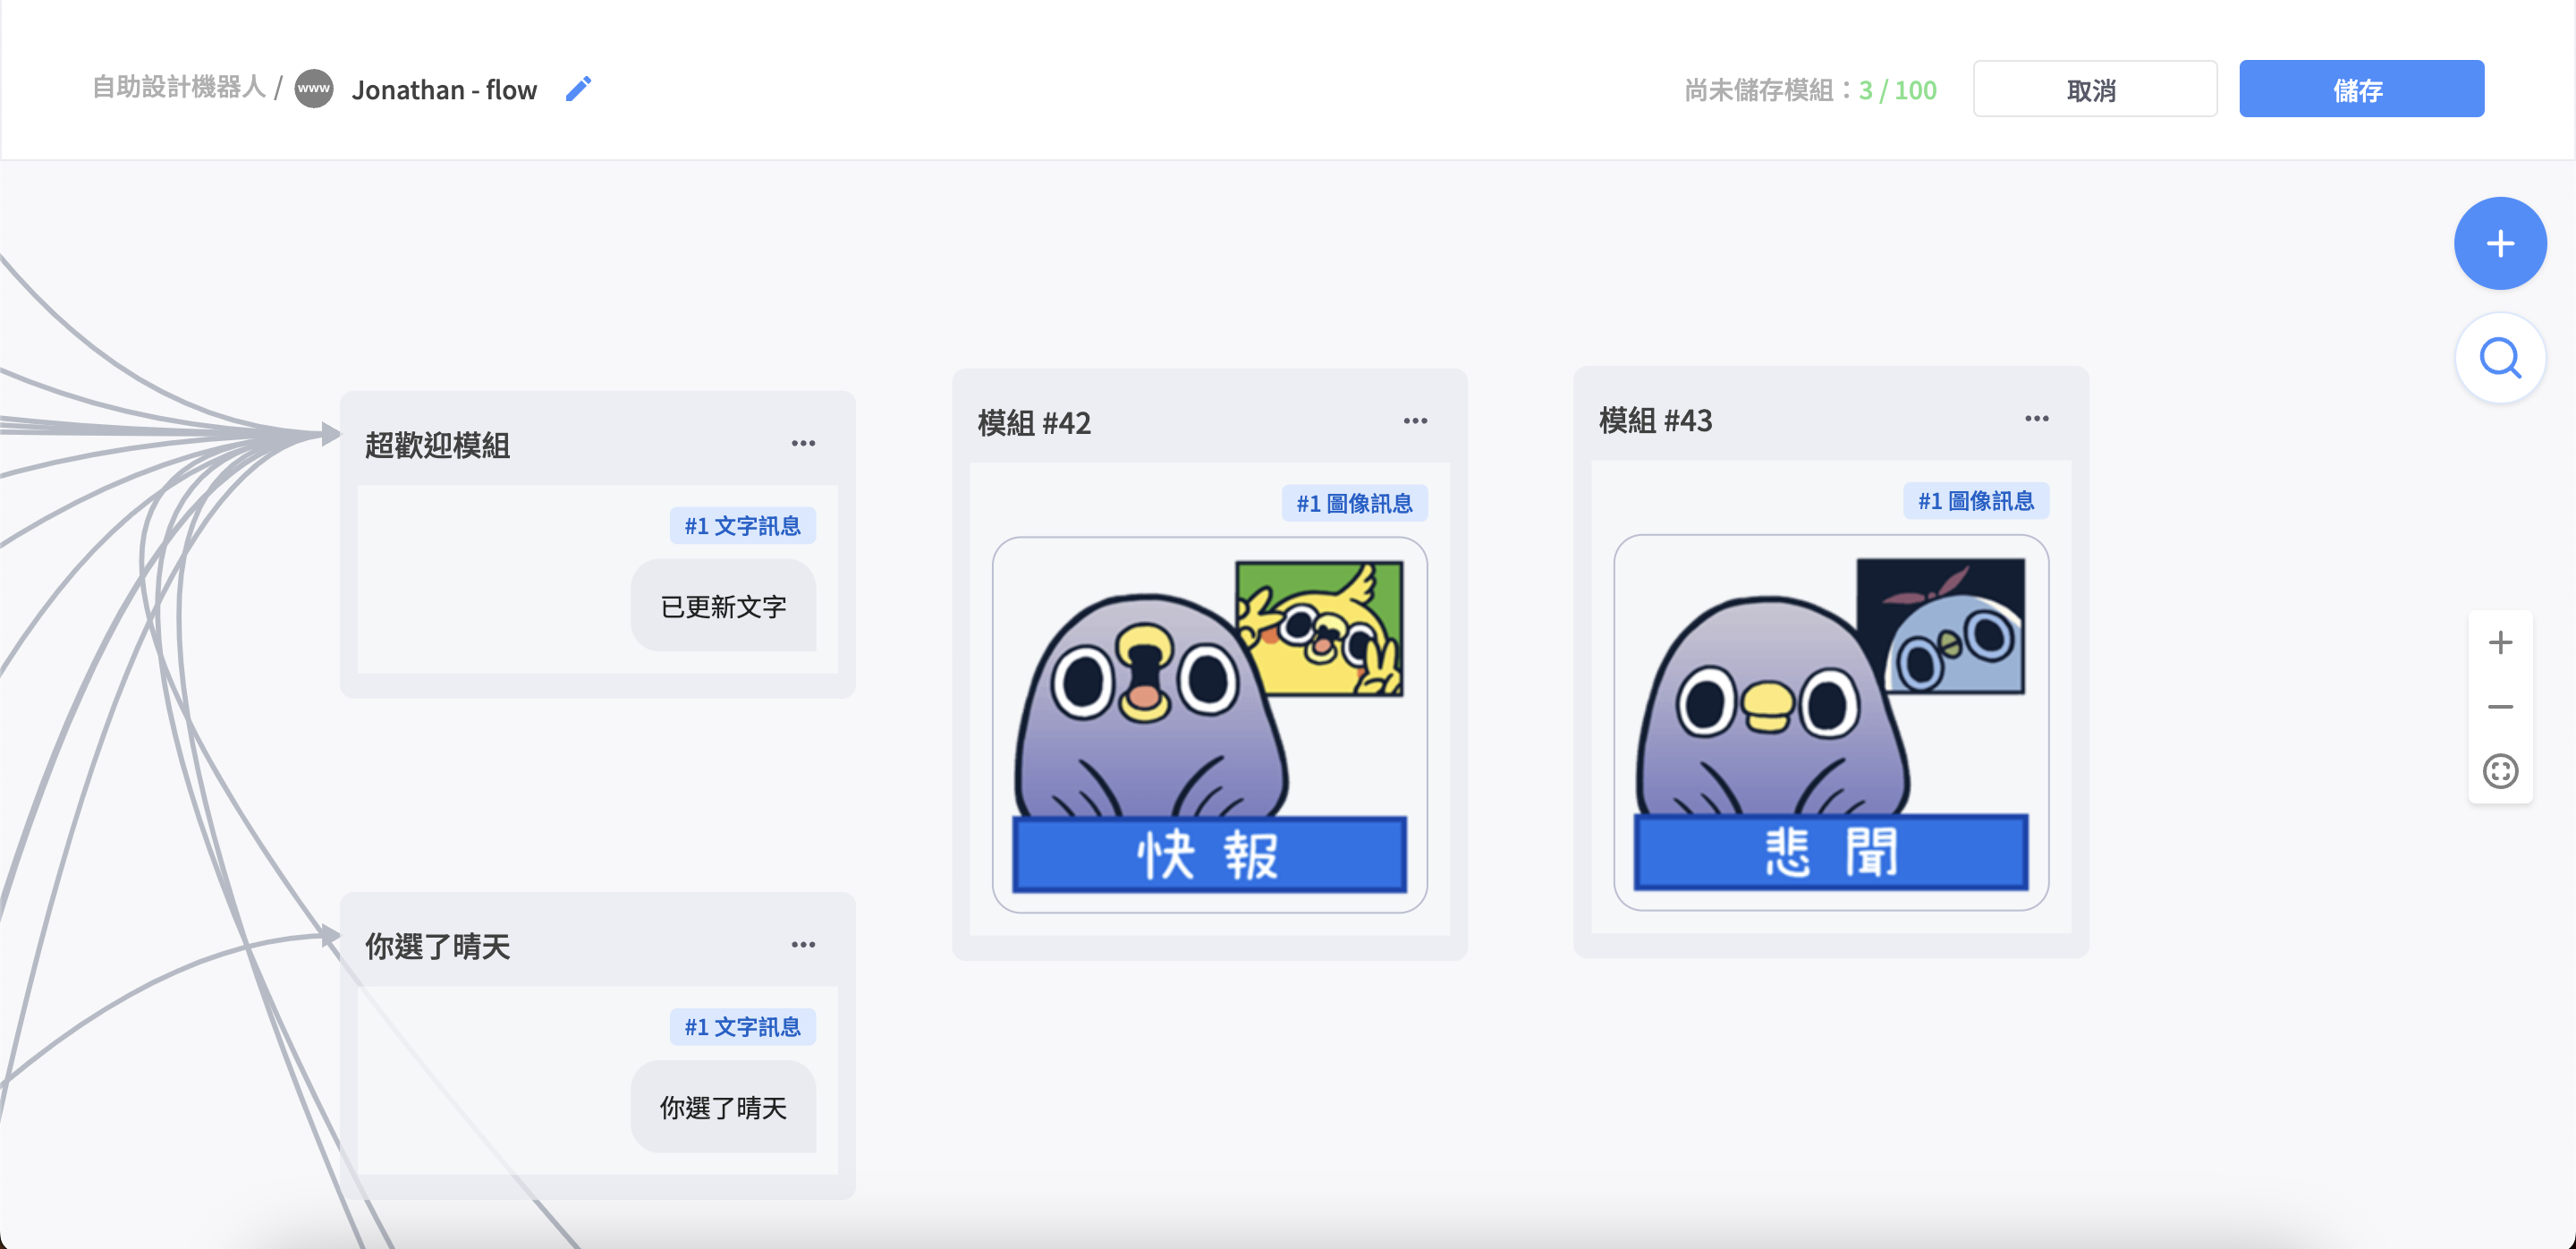 自助設計機器人 / www Jonathan - flow
尚未儲存模組：3 / 100
取消
儲存
超歡迎模組
#1 文字訊息
已更新文字
你選了晴天
#1 文字訊息
你選了晴天
模組 #42
#1 圖像訊息
快 報
模組 #43
#1 圖像訊息
悲 聞